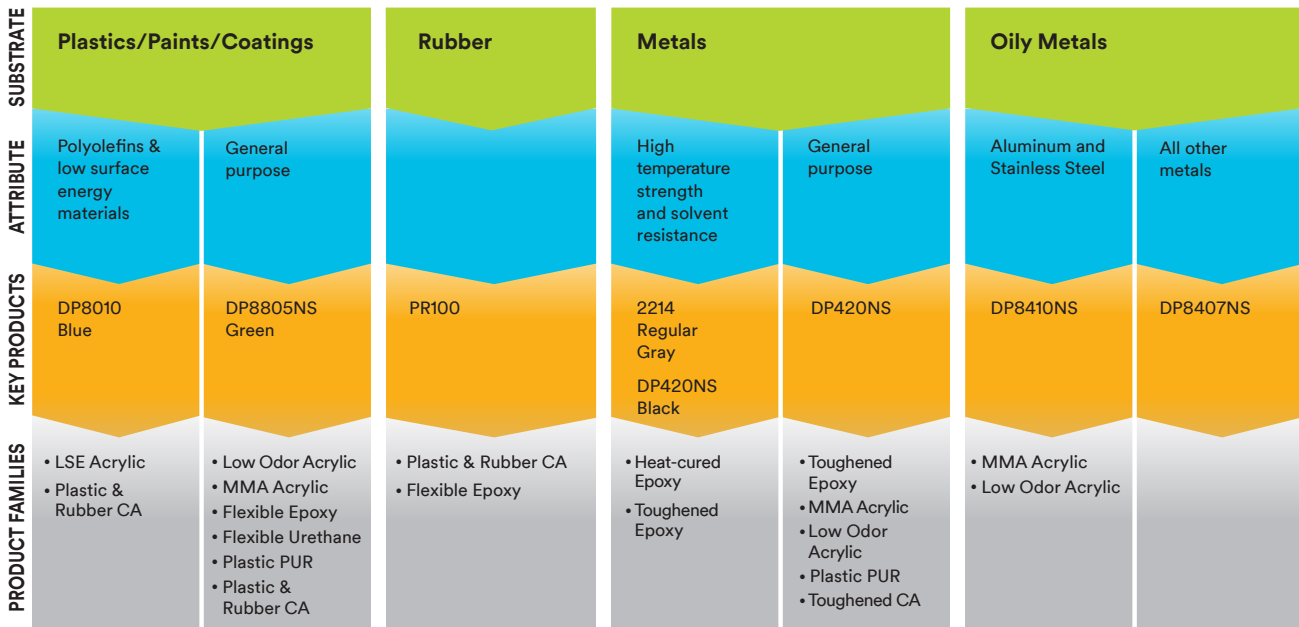 SUBSTRATE
Plastics/Paints/Coatings
Rubber
Metals
Oily Metals
ATTRIBUTE
Polyolefins &
low surface
energy
materials
General
purpose
High
temperature
strength
and solvent
resistance
General
purpose
Aluminum and
Stainless Steel
All other
metals
KEY PRODUCTS
DP8010
Blue
DP8805NS
Green
PR100
2214
Regular
Gray
DP420NS
Black
DP420NS
DP8410NS
DP8407NS
PRODUCT FAMILIES
• LSE Acrylic
• Plastic &
Rubber CA
• Low Odor Acrylic
• MMA Acrylic
• Flexible Epoxy
• Flexible Urethane
• Plastic PUR
• Plastic &
Rubber CA
• Plastic & Rubber CA
• Flexible Epoxy
• Heat-cured
Epoxy
• Toughened
Epoxy
• Toughened
Epoxy
• MMA Acrylic
• Low Odor
Acrylic
• Plastic PUR
• Toughened CA
• MMA Acrylic
• Low Odor Acrylic